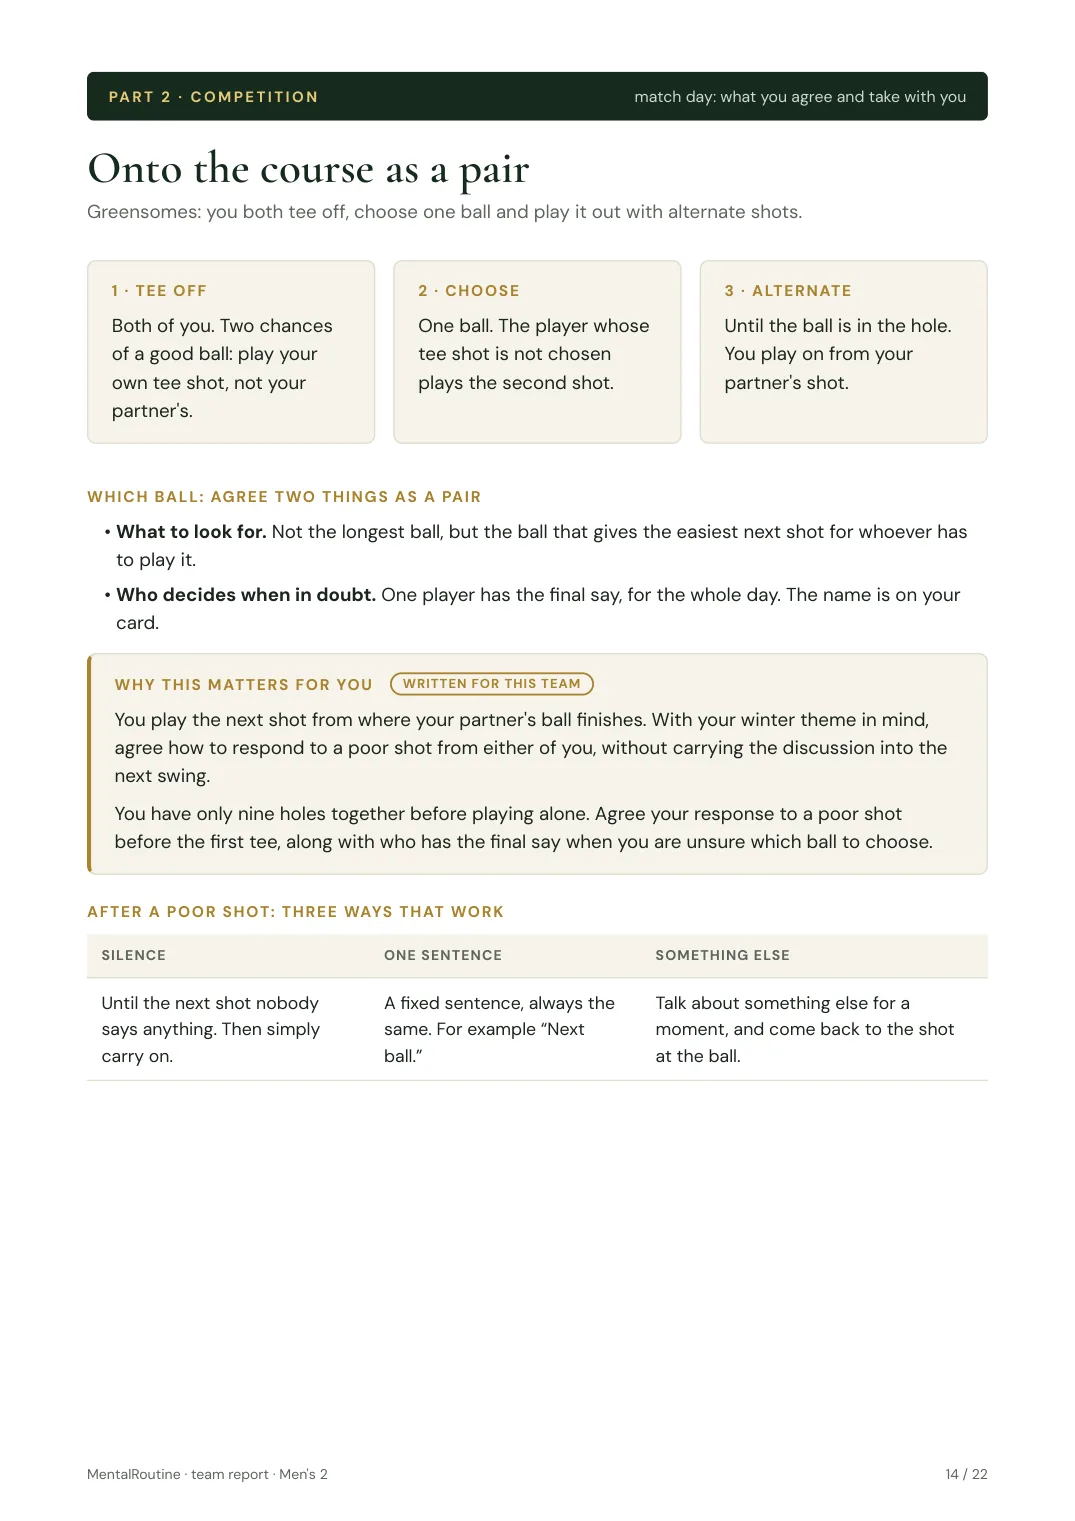 PART 2 · COMPETITION
match day: what you agree and take with you
Onto the course as a pair
Greensomes: you both tee off, choose one ball and play it out with alternate shots.
1 · TEE OFF
Both of you. Two chances
of a good ball: play your
own tee shot, not your
partner's.
2 · CHOOSE
One ball. The player whose
tee shot is not chosen
plays the second shot.
3 · ALTERNATE
Until the ball is in the hole.
You play on from your
partner's shot.
WHICH BALL: AGREE TWO THINGS AS A PAIR
• What to look for. Not the longest ball, but the ball that gives the easiest next shot for whoever has
to play it.
• Who decides when in doubt. One player has the final say, for the whole day. The name is on your
card.
WHY THIS MATTERS FOR YOU
WRITTEN FOR THIS TEAM
You play the next shot from where your partner's ball finishes. With your winter theme in mind,
agree how to respond to a poor shot from either of you, without carrying the discussion into the
next swing.
You have only nine holes together before playing alone. Agree your response to a poor shot
before the first tee, along with who has the final say when you are unsure which ball to choose.
AFTER A POOR SHOT: THREE WAYS THAT WORK
SILENCE
Until the next shot nobody
says anything. Then simply
carry on.
ONE SENTENCE
A fixed sentence, always the
same. For example “Next
ball.”
SOMETHING ELSE
Talk about something else for a
moment, and come back to the shot
at the ball.
MentalRoutine · team report · Men's 2
14 / 22